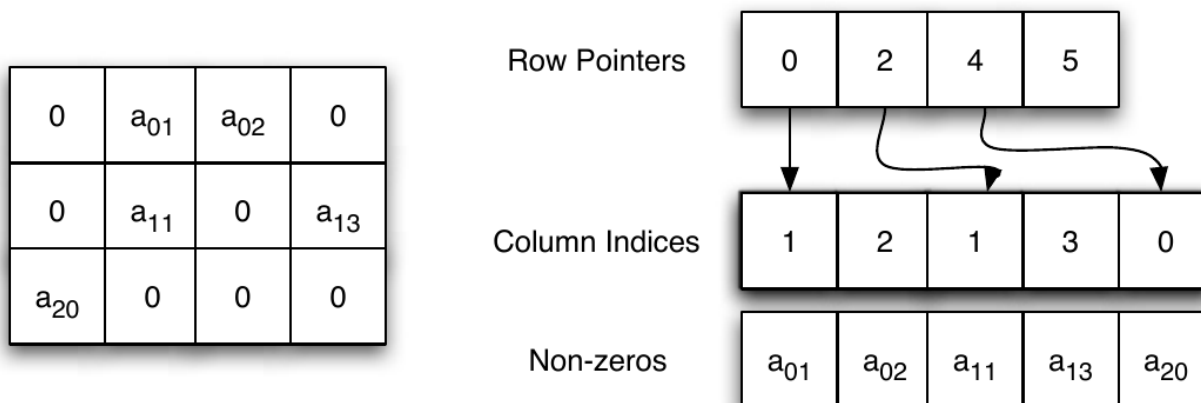 0 a01 a02 0
0 a11 0 a13
a20 0 0 0
Row Pointers 0 2 4 5
Column Indices 1 2 1 3 0
Non-zeros a01 a02 a11 a13 a20